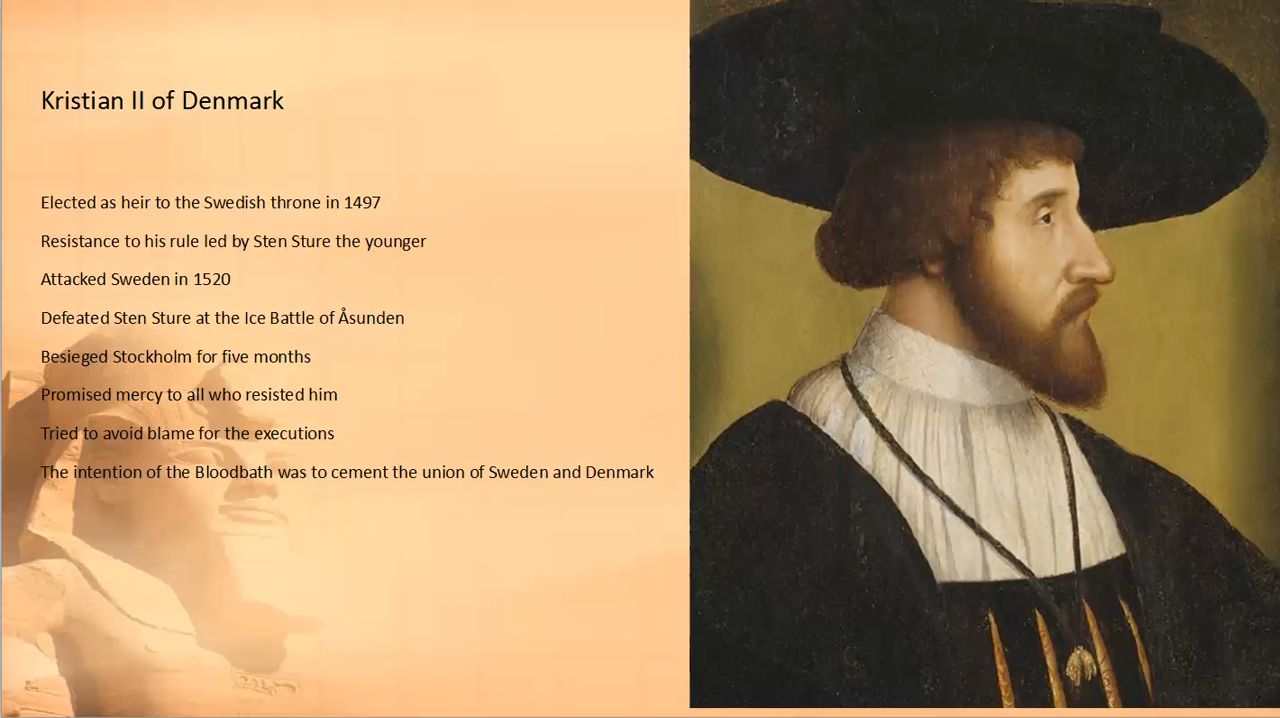 Kristian II of Denmark
Elected as heir to the Swedish throne in 1497
Resistance to his rule led by Sten Sture the younger
Attacked Sweden in 1520
Defeated Sten Sture at the Ice Battle of Åsunden
Besieged Stockholm for five months
Promised mercy to all who resisted him
Tried to avoid blame for the executions
The intention of the Bloodbath was to cement the union of Sweden and Denmark